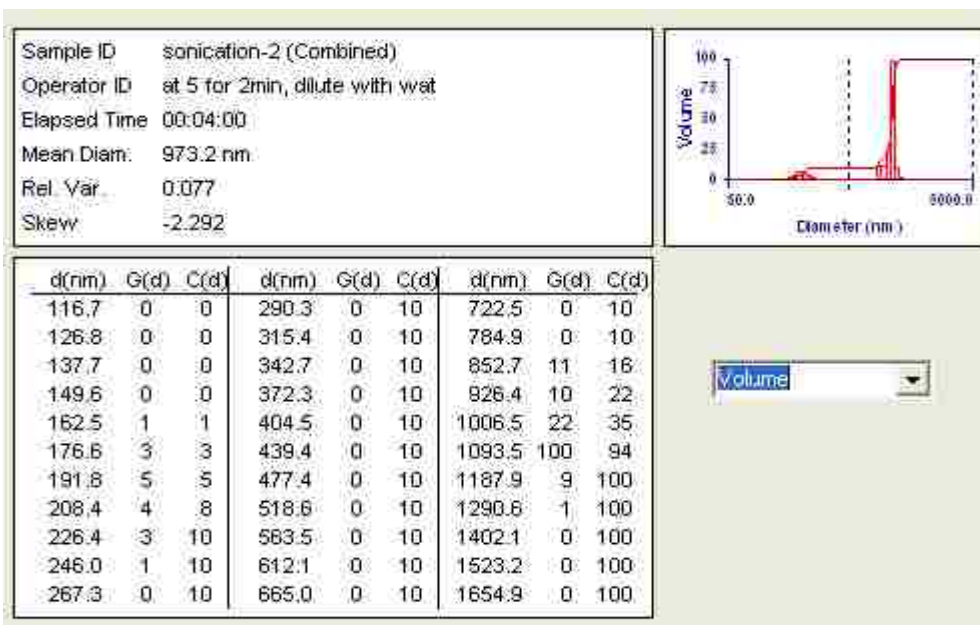 Sample ID sonication-2 (Combined)
Operator ID at 5 for 2min, dilute with wat
Elapsed Time 00:04:00
Mean Diam. 973.2 nm
Rel. Var. 0.077
Skew -2.292
100
75
50
25
0
Volume
50.0 5000.0
Diameter (nm)
d(nm) G(d) C(d) d(nm) G(d) C(d) d(nm) G(d) C(d)
116.7 0 0 290.3 0 10 722.5 0 10
126.8 0 0 315.4 0 10 784.9 0 10
137.7 0 0 342.7 0 10 852.7 11 16
149.6 0 0 372.3 0 10 926.4 10 22
162.5 1 1 404.5 0 10 1006.5 22 35
176.6 3 3 439.4 0 10 1093.5 100 94
191.8 5 5 477.4 0 10 1187.9 9 100
208.4 4 8 518.6 0 10 1290.6 1 100
226.4 3 10 563.5 0 10 1402.1 0 100
246.0 1 10 612.1 0 10 1523.2 0 100
267.3 0 10 665.0 0 10 1654.9 0 100
Volume